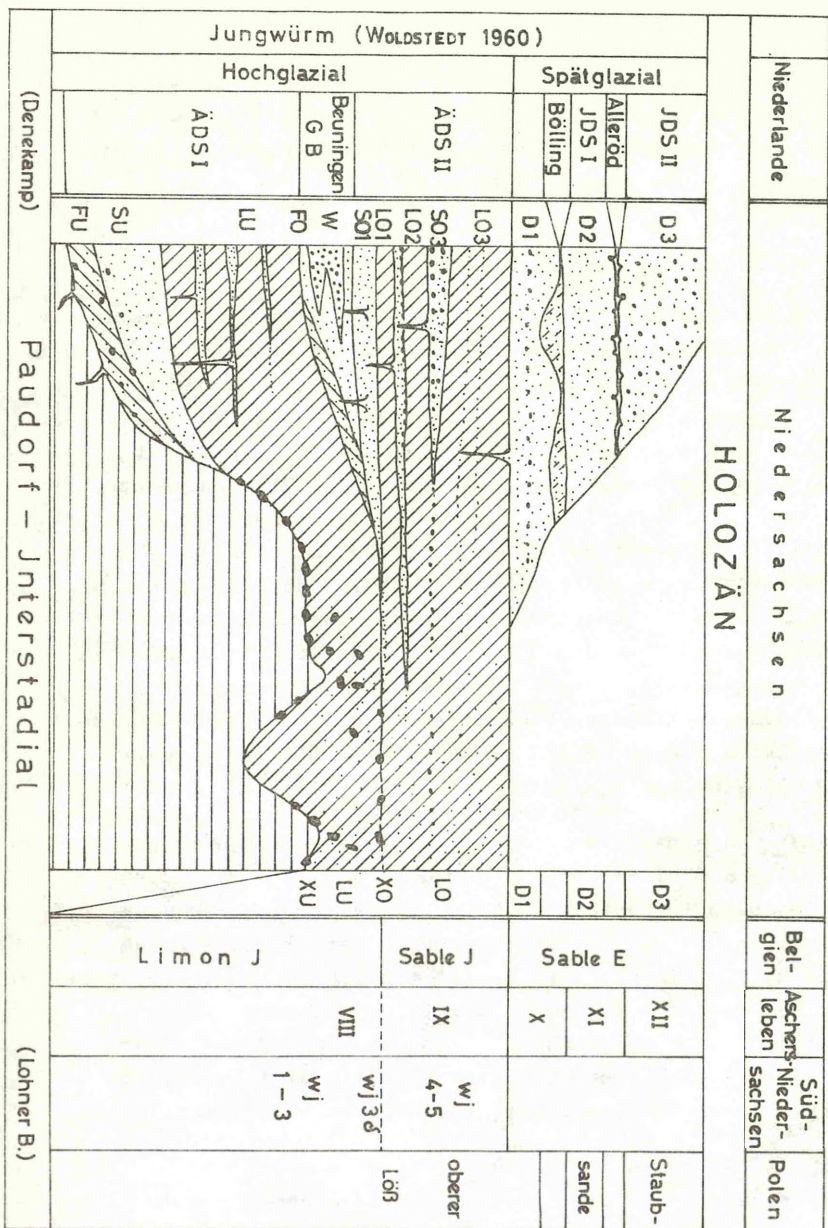 Niederlande
Niedersachsen
Bel-
gien
Aschers-
leben
Süd-
Nieder-
sachsen
Polen
HOLOZÄN
Jungwürm (WOLDSTEDT 1960)
Spätglazial
Hochglazial
JDS II
Alleröd
JDS I
Bölling
ÄDS II
Beuningen
G B
ÄDS I
D3
D2
D1
LO3
SO3
LO2
LO1
SO1
W
FO
LU
SU
FU
D3
D2
D1
LO
XO
LU
XU
Sable E
Sable J
Limon J
XII
XI
X
IX
VIII
wj
4-5
wj 3δ
wj
1-3
Staub-
sande
oberer
Löß
(Denekamp)
Paudorf – Jnterstadial
(Lohner B.)